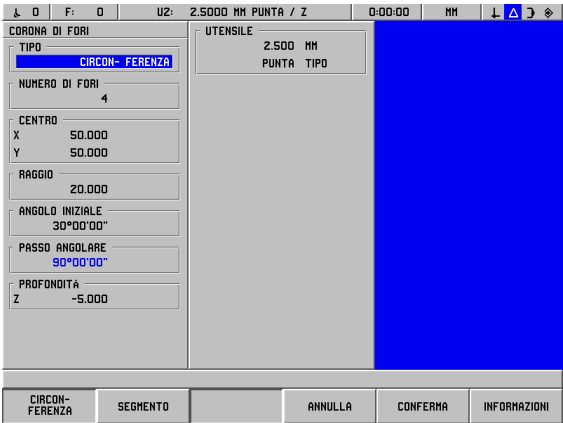 0 F: 0 U2: 2.5000 MM PUNTA / Z 0:00:00 MM
CORONA DI FORI
TIPO
CIRCON- FERENZA
NUMERO DI FORI
4
CENTRO
X 50.000
Y 50.000
RAGGIO
20.000
ANGOLO INIZIALE
30°00'00"
PASSO ANGOLARE
90°00'00"
PROFONDITÀ
Z -5.000
UTENSILE
2.500 MM
PUNTA TIPO
CIRCON-
FERENZA
SEGMENTO
ANNULLA
CONFERMA
INFORMAZIONI